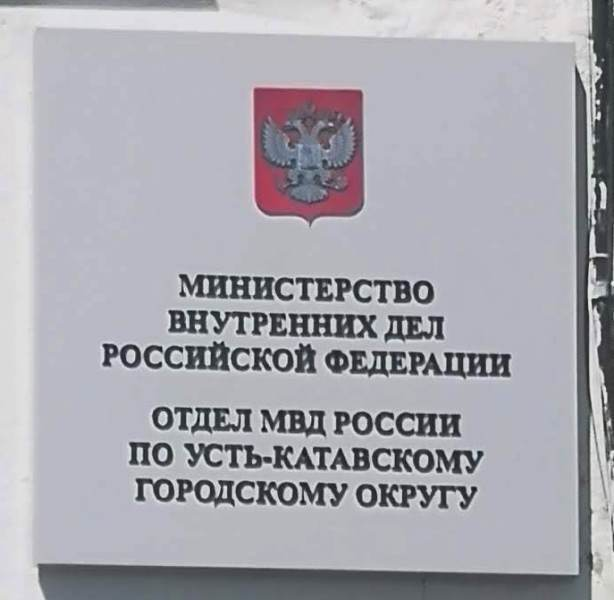 МИНИСТЕРСТВО
ВНУТРЕННИХ ДЕЛ
РОССИЙСКОЙ ФЕДЕРАЦИИ
ОТДЕЛ МВД РОССИИ
ПО УСТЬ-КАТАВСКОМУ
ГОРОДСКОМУ ОКРУГУ